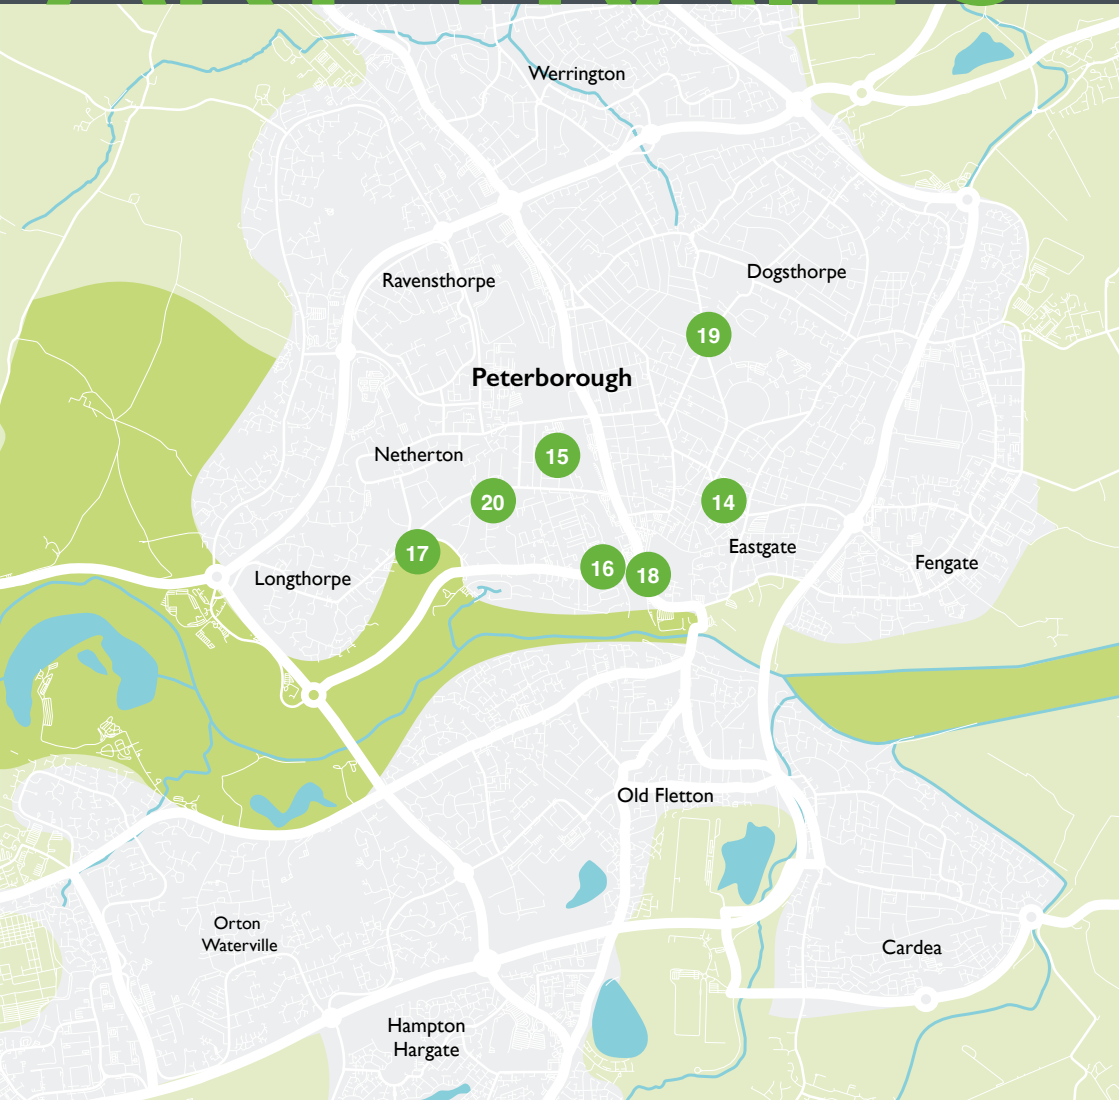 Werrington
Dogsthorpe
Ravensthorpe
19
Peterborough
Netherton
15
20
14
17
Eastgate
16
18
Fengate
Longthorpe
Old Fletton
Orton
Waterville
Cardea
Hampton
Hargate